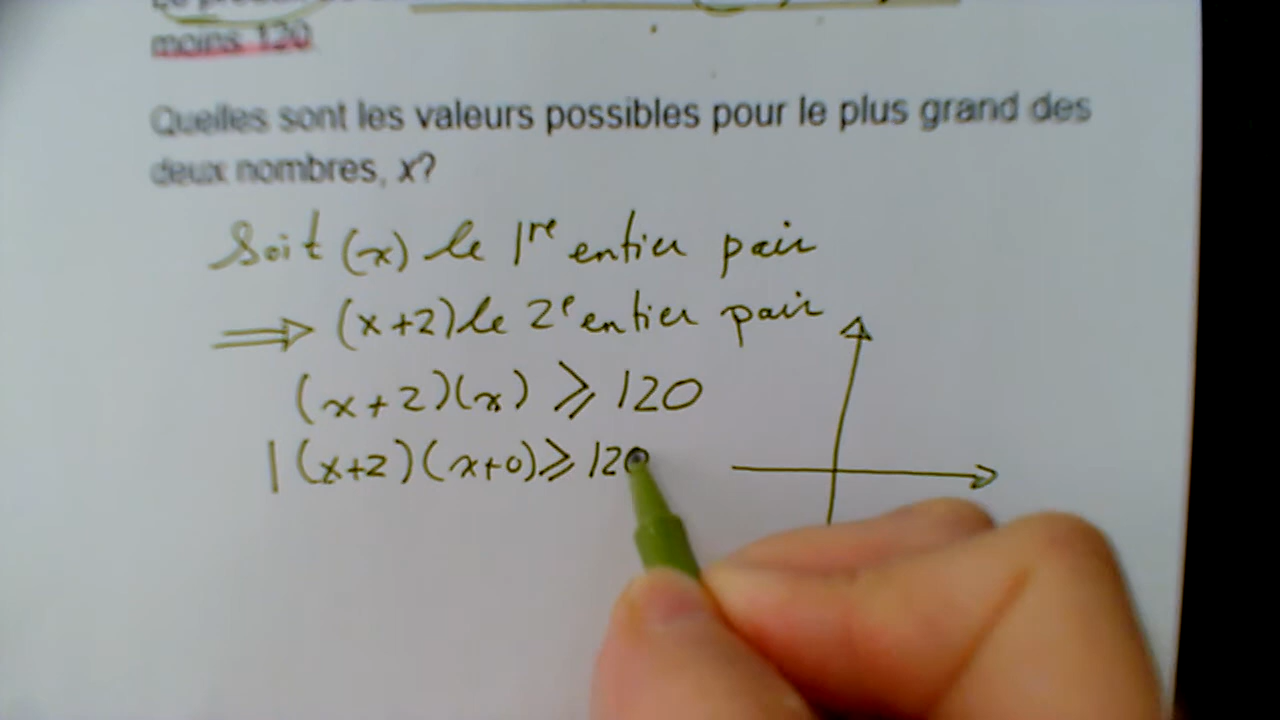 moins 120
Quelles sont les valeurs possibles pour le plus grand des
deux nombres, x?
Soit (x) le 1re entier pair
⟹ (x+2) le 2e entier pair
(x+2)(x) ⩾ 120
1(x+2)(x+0) ⩾ 120